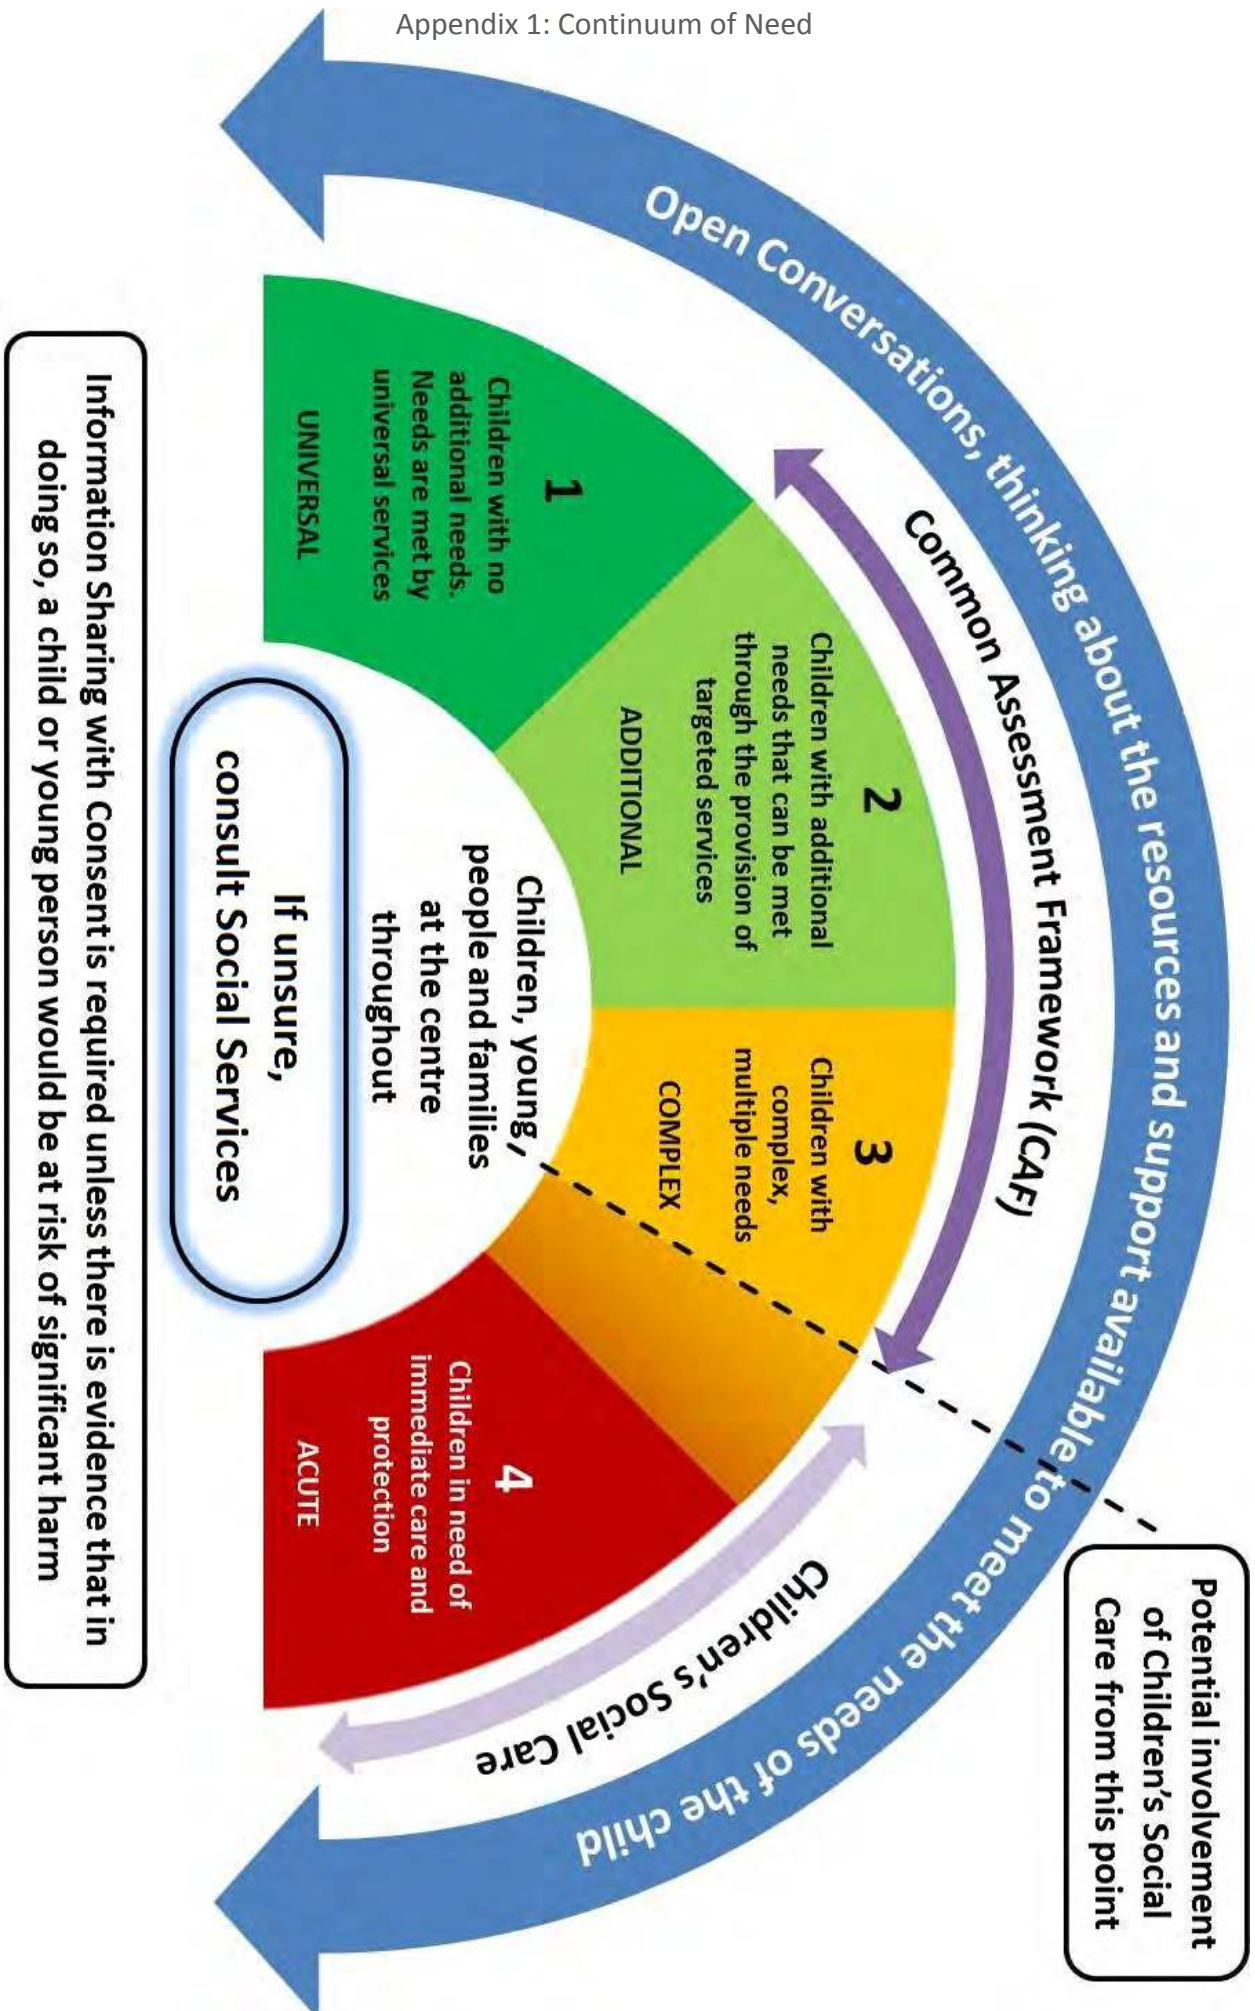 Appendix 1: Continuum of Need
Potential involvement
of Children's Social
Care from this point
Open Conversations, thinking about the resources and support available to meet the needs of the child
Common Assessment Framework (CAF)
Children's Social Care
1
Children with no
additional needs.
Needs are met by
universal services
UNIVERSAL
2
Children with additional
needs that can be met
through the provision of
targeted services
ADDITIONAL
3
Children with
complex,
multiple needs
COMPLEX
4
Children in need of
immediate care and
protection
ACUTE
Children, young,
people and families
at the centre
throughout
If unsure,
consult Social Services
Information Sharing with Consent is required unless there is evidence that in
doing so, a child or young person would be at risk of significant harm